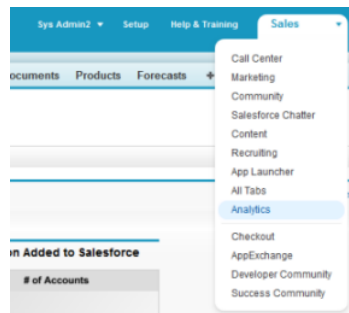 Sys Admin2 Setup Help & Training Sales
ocuments Products Forecasts +
Call Center
Marketing
Community
Salesforce Chatter
Content
Recruiting
App Launcher
All Tabs
Analytics
Checkout
AppExchange
Developer Community
Success Community
on Added to Salesforce
# of Accounts